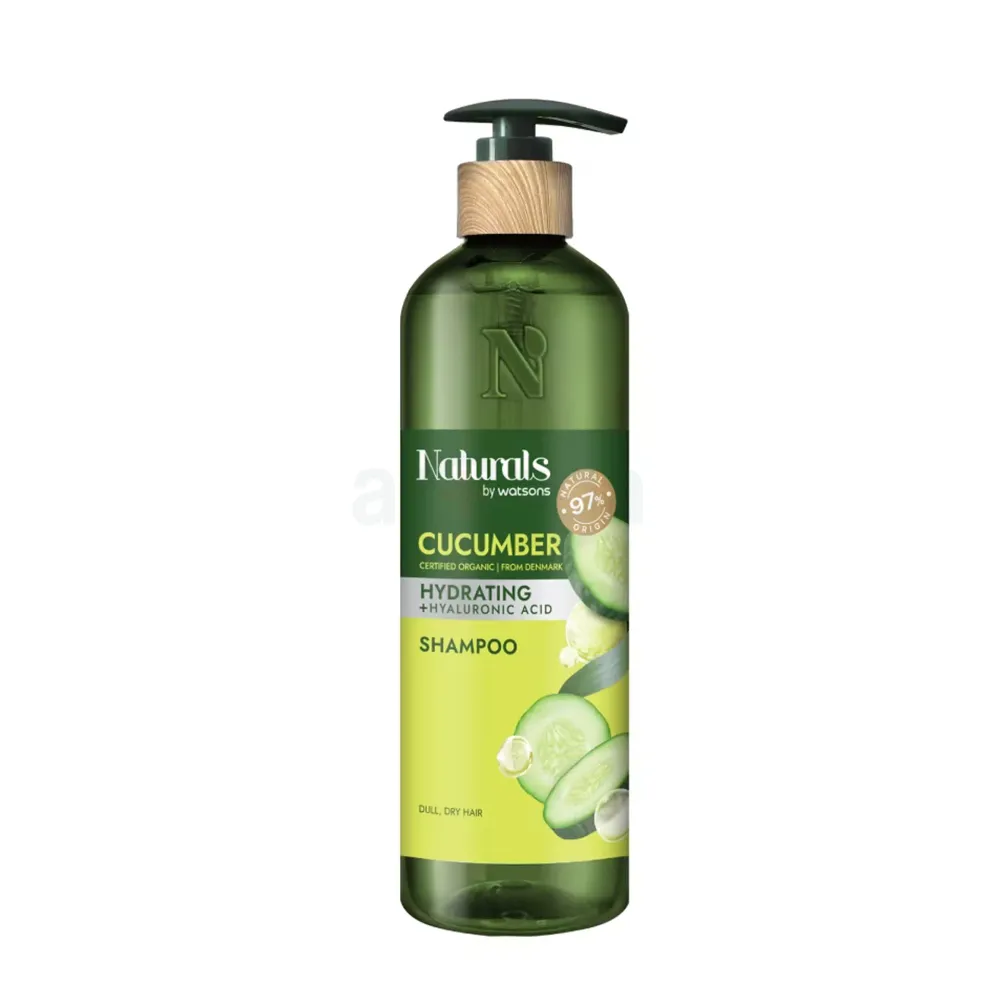 N
Naturals
by watsons
NATURAL
97%
ORIGIN
CUCUMBER
CERTIFIED ORGANIC | FROM DENMARK
HYDRATING
+HYALURONIC ACID
SHAMPOO
DULL, DRY HAIR